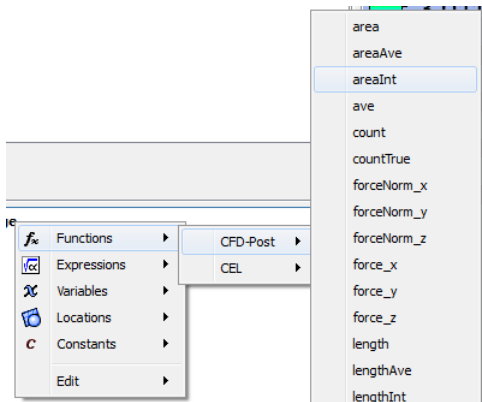 area
areaAve
areaInt
ave
count
countTrue
forceNorm_x
forceNorm_y
forceNorm_z
force_x
force_y
force_z
length
lengthAve
lengthInt
Functions
Expressions
Variables
Locations
Constants
Edit
CFD-Post
CEL